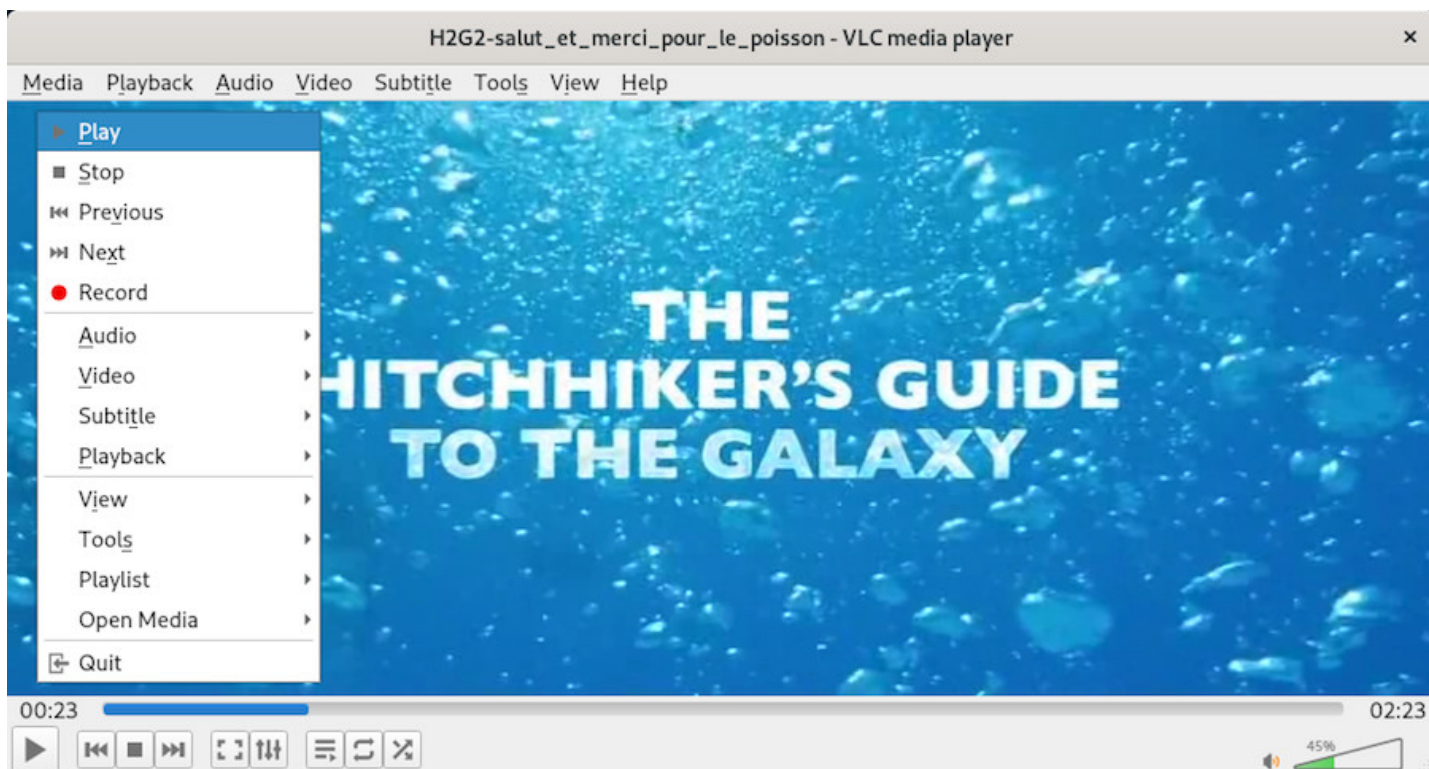 H2G2-salut_et_merci_pour_le_poisson - VLC media player
Media Playback Audio Video Subtitle Tools View Help
Play
Stop
Previous
Next
Record
Audio
Video
Subtitle
Playback
View
Tools
Playlist
Open Media
Quit
THE
HITCHHIKER'S GUIDE
TO THE GALAXY
00:23 02:23
45%